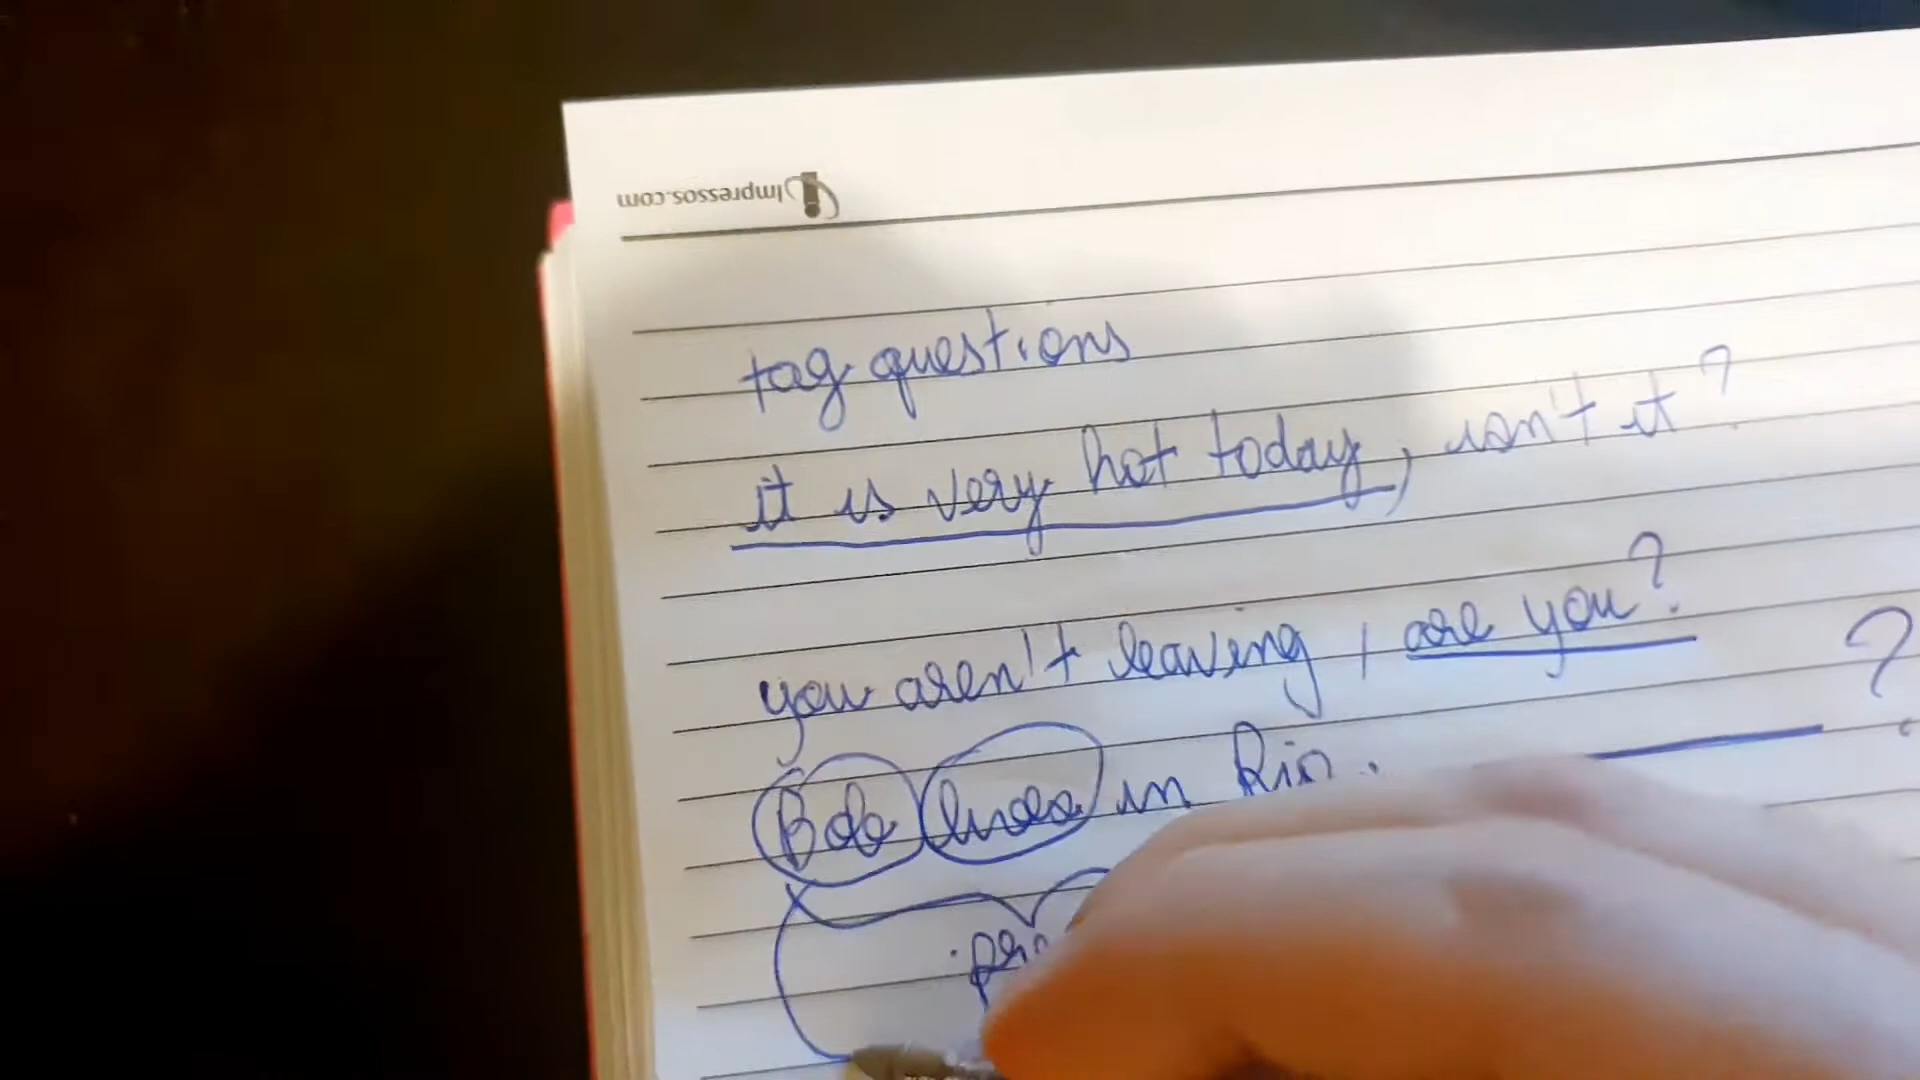 Impressos.com
tag questions
it is very hot today, isn't it?
you aren't leaving, are you?
Bob lives in Rio. ?